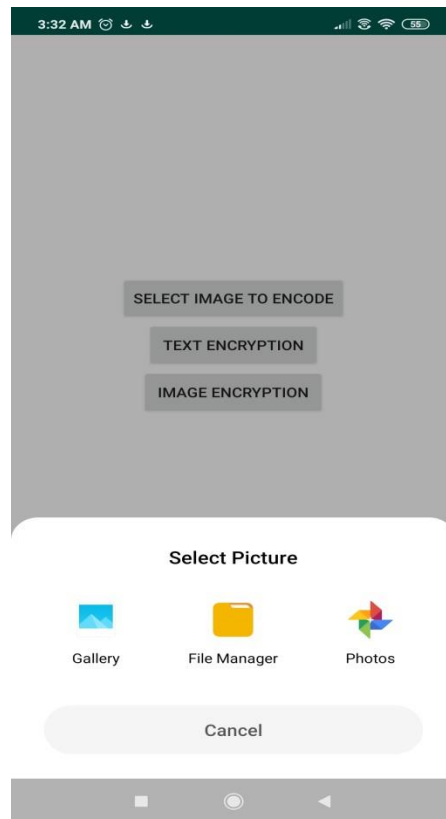 3:32 AM 55
SELECT IMAGE TO ENCODE
TEXT ENCRYPTION
IMAGE ENCRYPTION
Select Picture
Gallery File Manager Photos
Cancel